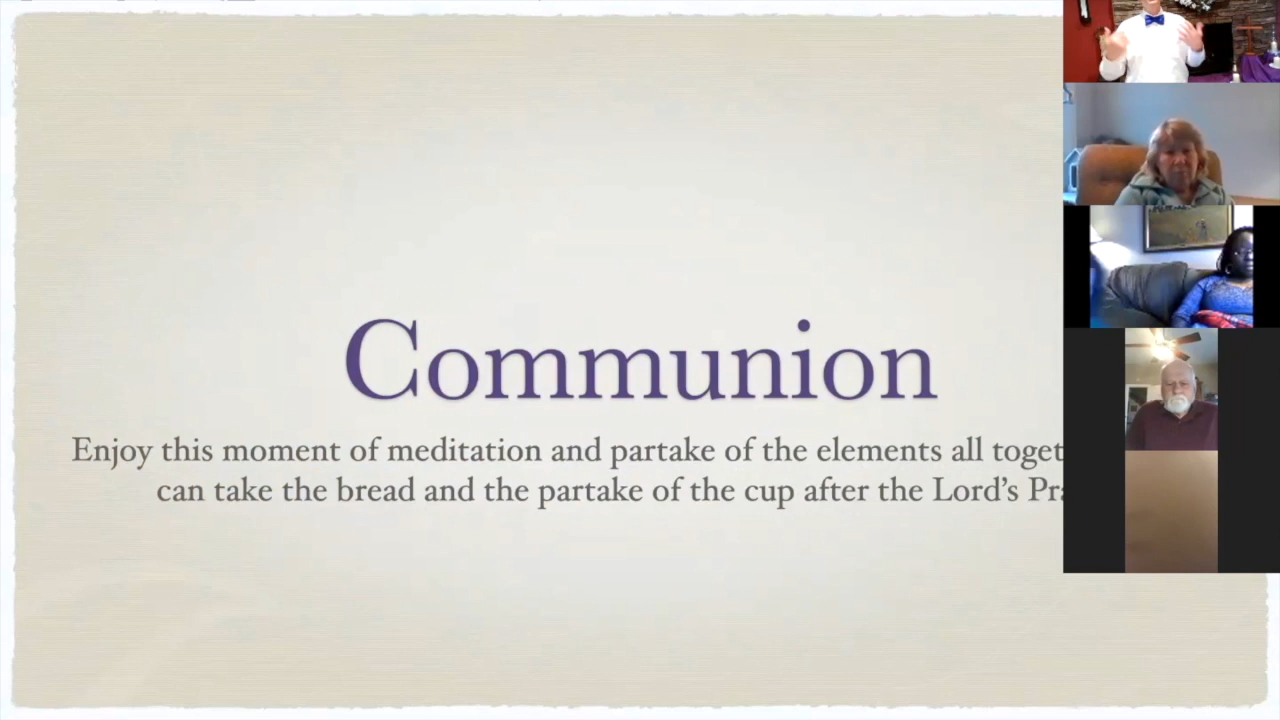 Communion
Enjoy this moment of meditation and partake of the elements all
can take the bread and the partake of the cup after the Lord's